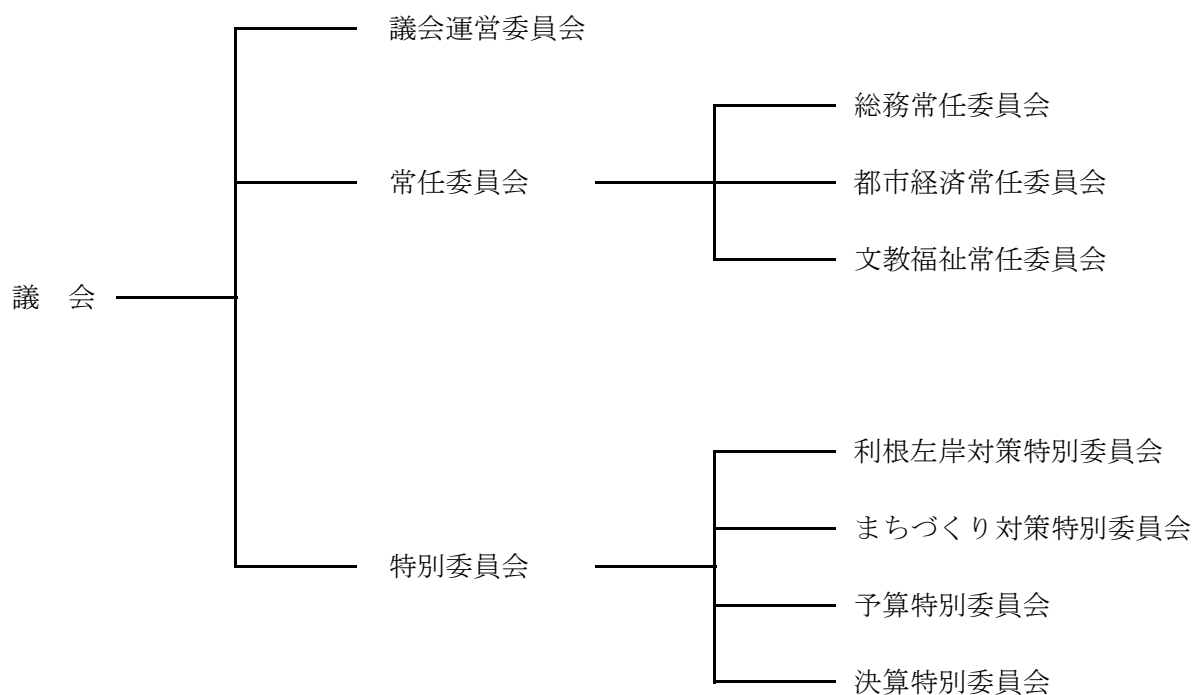 議会運営委員会
総務常任委員会
常任委員会
都市経済常任委員会
文教福祉常任委員会
議　会
利根左岸対策特別委員会
まちづくり対策特別委員会
特別委員会
予算特別委員会
決算特別委員会